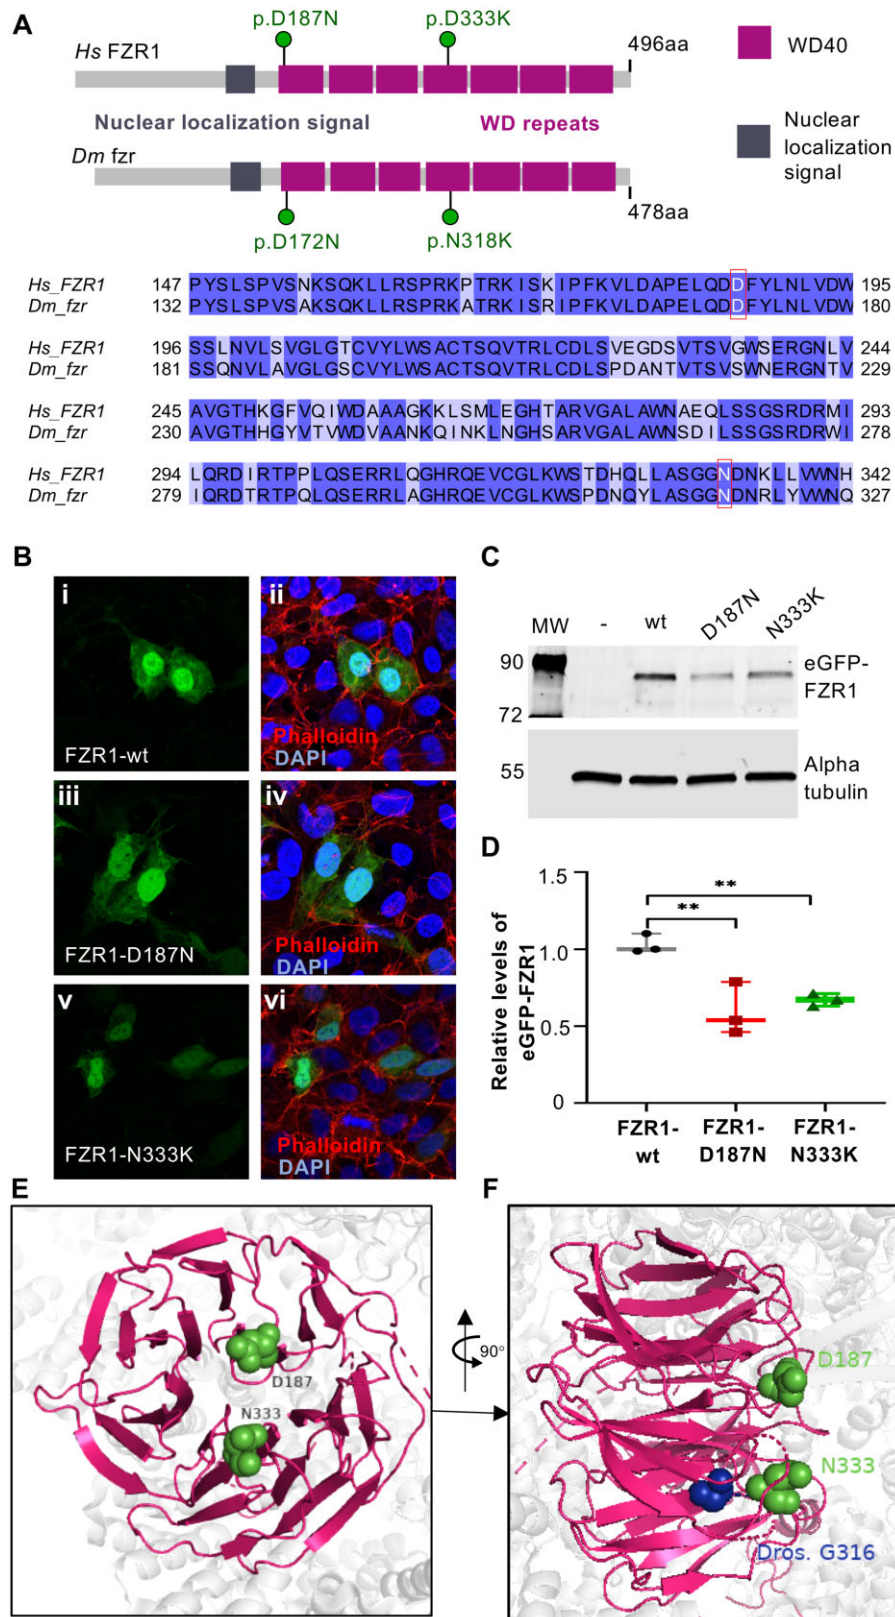 A
p.D187N
p.D333K
Hs FZR1
496aa
WD40
Nuclear localization signal
WD repeats
Nuclear
localization
signal
Dm fzr
478aa
p.D172N
p.N318K
Hs_FZR1 147 PYSLSPVSNKSQKLLRSPRKPTRKISKIPFKVLDAPELQDDFYLNLVDW 195
Dm_fzr 132 PYSLSPVSAKSQKLLRSPRKATRKISRIPFKVLDAPELQDDFYLNLVDW 180
Hs_FZR1 196 SSLNVLSVGLGTCVYLWSACTSQVTRLCDLSVEGDSVTSVGWSERGNLV 244
Dm_fzr 181 SSQNVLAVGLGSCVYLWSACTSQVTRLCDLSPDANTVTSVSWNERGNTV 229
Hs_FZR1 245 AVGTHKGFVQIWDAAAGKKLSMLEGHTARVGALAWNAEQLSSGSRDRMI 293
Dm_fzr 230 AVGTHHGYVTVWDVAANKQINKLNGHSARVGALAWNSDILSSGSRDRMI 278
Hs_FZR1 294 LQRDIRTPPLQSERRLQGHRQEVCGLKWSTDHQLLASGGNDNKLLVWNH 342
Dm_fzr 279 IQRDTRTPQLQSERRLAGHRQEVCGLKWSPDNQYLASGGNDNRLYVWNQ 327
B
i
FZR1-wt
ii
Phalloidin
DAPI
iii
FZR1-D187N
iv
Phalloidin
DAPI
v
FZR1-N333K
vi
Phalloidin
DAPI
C
MW - wt D187N N333K
90
72
eGFP-
FZR1
55
Alpha
tubulin
D
Relative levels of
eGFP-FZR1
1.5
1.0
0.5
0
**
**
FZR1-
wt
FZR1-
D187N
FZR1-
N333K
E
D187
N333
90°
F
D187
N333
Dros. G316